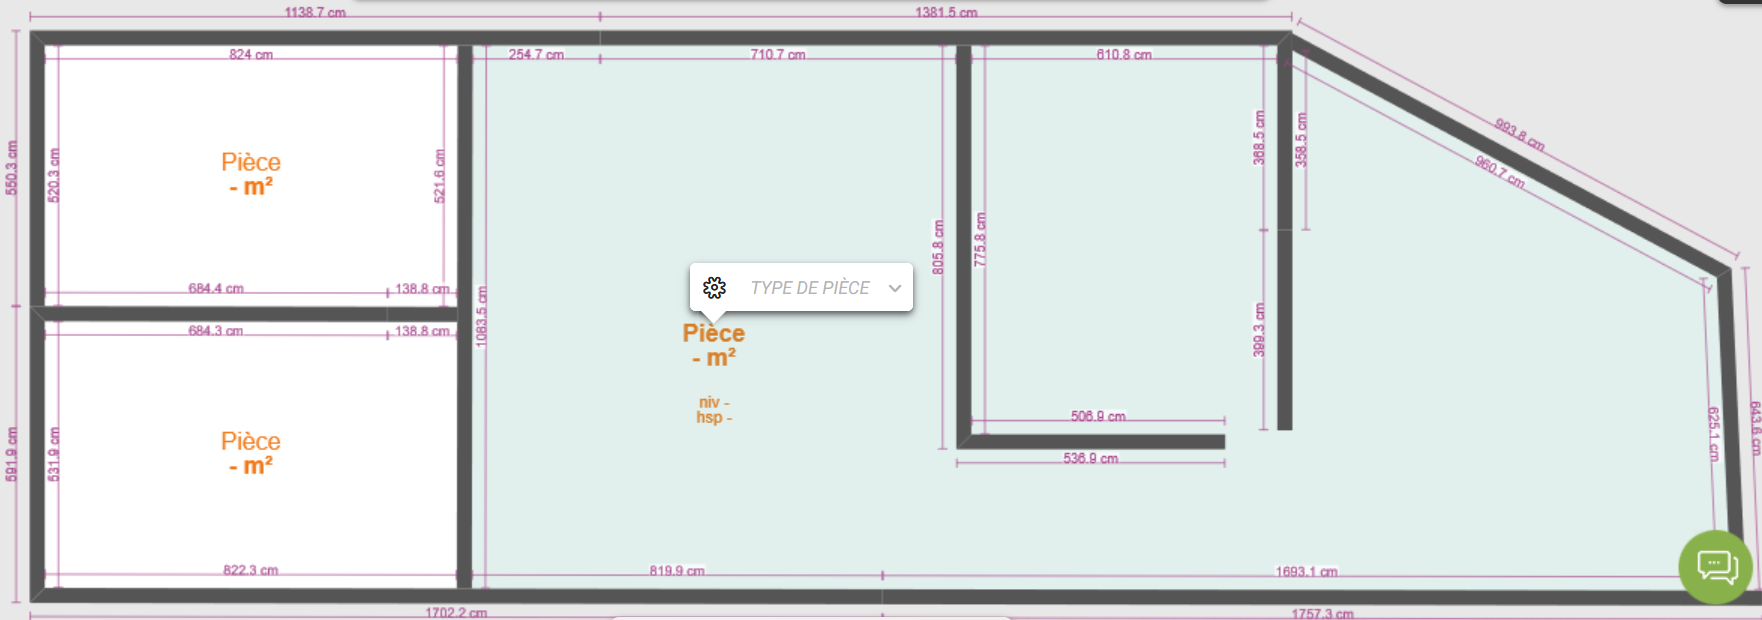 1138.7 cm
1381.5 cm
824 cm
254.7 cm
710.7 cm
610.8 cm
993.8 cm
960.7 cm
550.3 cm
520.3 cm
521.6 cm
Pièce
- m²
368.5 cm
358.5 cm
805.8 cm
775.8 cm
684.4 cm
138.8 cm
TYPE DE PIÈCE
684.3 cm
138.8 cm
1083.5 cm
Pièce
- m²
niv -
hsp -
399.3 cm
506.9 cm
536.9 cm
591.9 cm
531.9 cm
Pièce
- m²
625.1 cm
643.6 cm
822.3 cm
819.9 cm
1693.1 cm
1702.2 cm
1757.3 cm